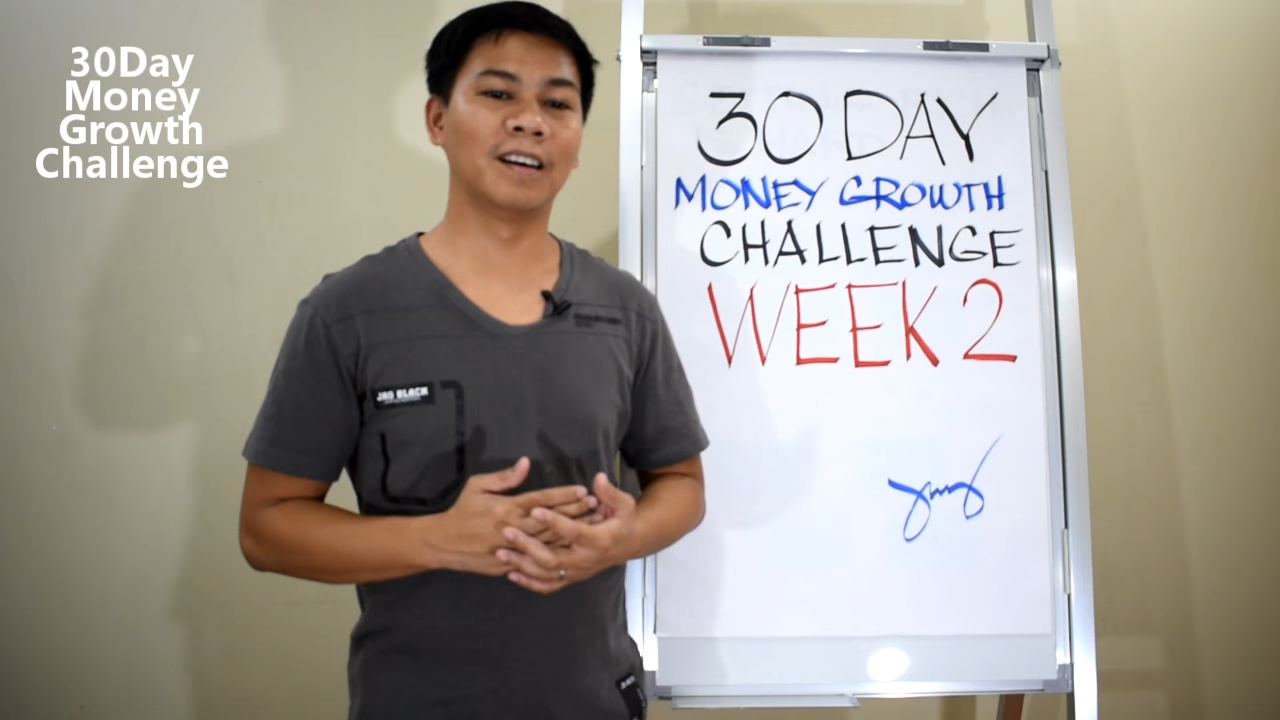 30Day
Money
Growth
Challenge
30 DAY
MONEY GROWTH
CHALLENGE
WEEK 2
JAG BLACK